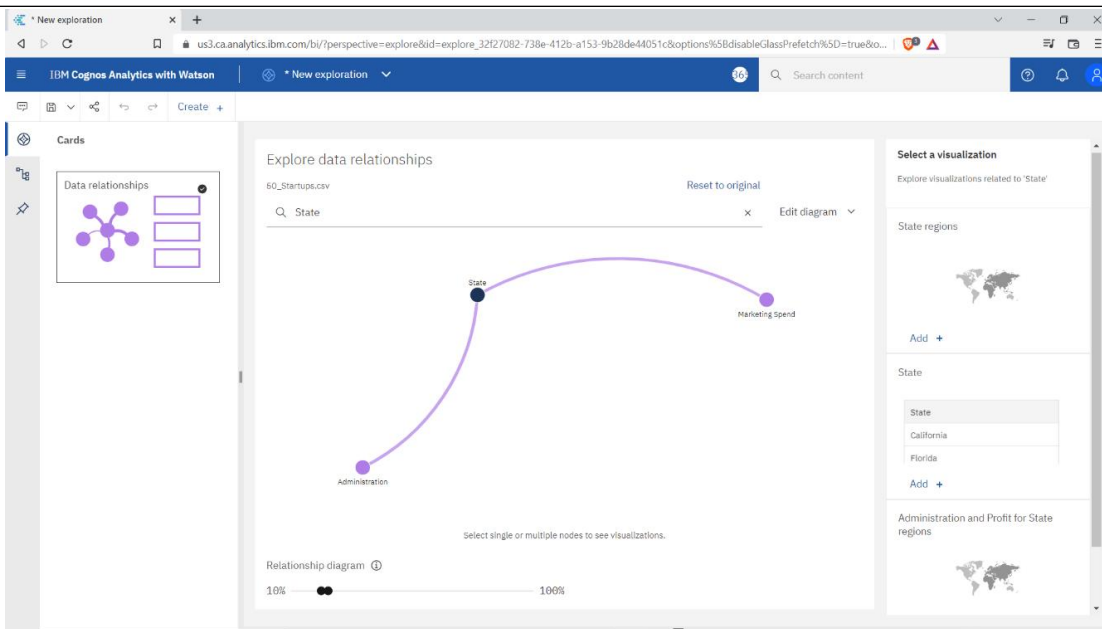 * New exploration
us3.ca.analytics.ibm.com/bi/?perspective=explore&id=explore_32f27082-738e-412b-a153-9b28de44051c&options%5BdisableGlassPrefetch%5D=true&o...
IBM Cognos Analytics with Watson
* New exploration
Search content
Create +
Cards
Data relationships
Explore data relationships
60_Startups.csv
Reset to original
State
Edit diagram
State
Marketing Spend
Administration
Select single or multiple nodes to see visualizations.
Relationship diagram
10%
100%
Select a visualization
Explore visualizations related to 'State'
State regions
Add +
State
State
California
Florida
Add +
Administration and Profit for State
regions